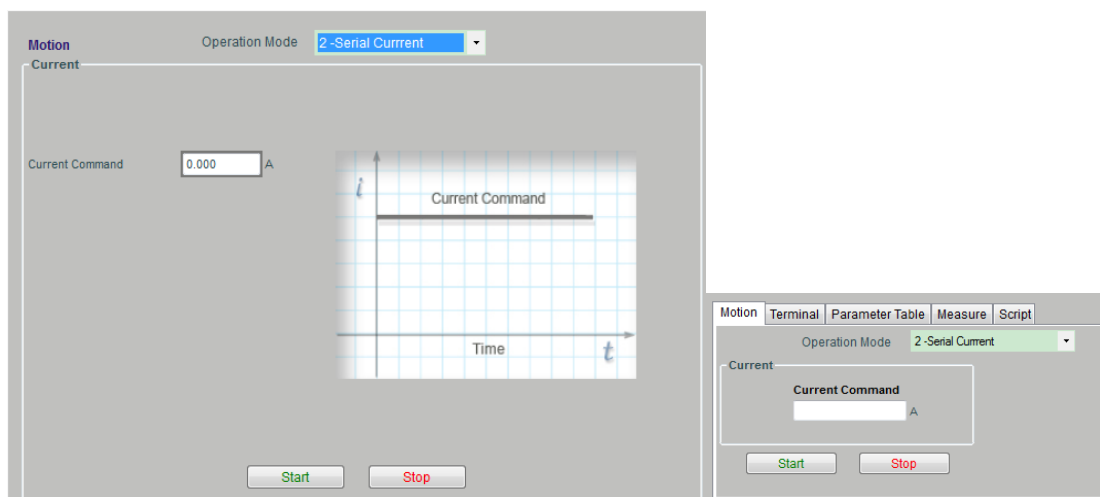 Motion
Operation Mode 2 -Serial Currrent
Current
Current Command 0.000 A
i
Current Command
Time
t
Start Stop
Motion Terminal Parameter Table Measure Script
Operation Mode 2 -Serial Currrent
Current
Current Command
A
Start Stop